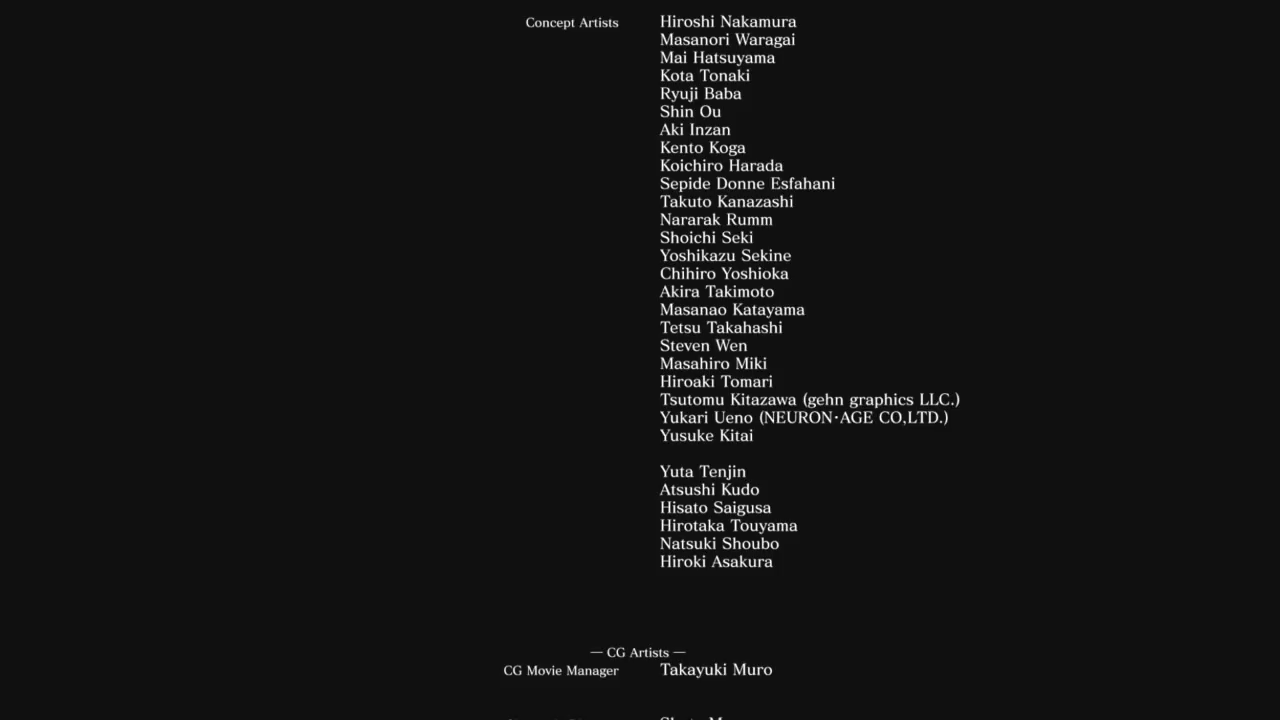 Concept Artists Hiroshi Nakamura
Masanori Waragai
Mai Hatsuyama
Kota Tonaki
Ryuji Baba
Shin Ou
Aki Inzan
Kento Koga
Koichiro Harada
Sepide Donne Esfahani
Takuto Kanazashi
Nararak Rumm
Shoichi Seki
Yoshikazu Sekine
Chihiro Yoshioka
Akira Takimoto
Masanao Katayama
Tetsu Takahashi
Steven Wen
Masahiro Miki
Hiroaki Tomari
Tsutomu Kitazawa (gehn graphics LLC.)
Yukari Ueno (NEURON･AGE CO,LTD.)
Yusuke Kitai
Yuta Tenjin
Atsushi Kudo
Hisato Saigusa
Hirotaka Touyama
Natsuki Shoubo
Hiroki Asakura
— CG Artists —
CG Movie Manager Takayuki Muro